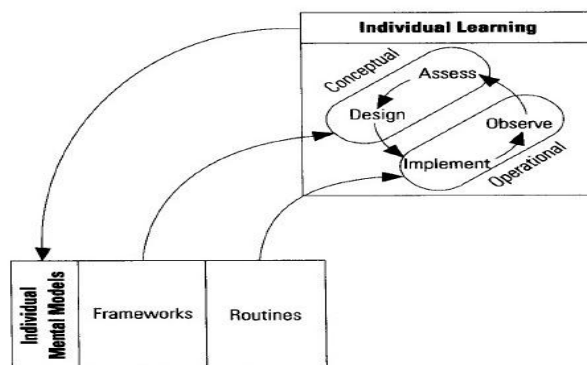 Individual Learning
Conceptual
Assess
Design
Observe
Implement
Operational
Individual
Mental Models
Frameworks
Routines